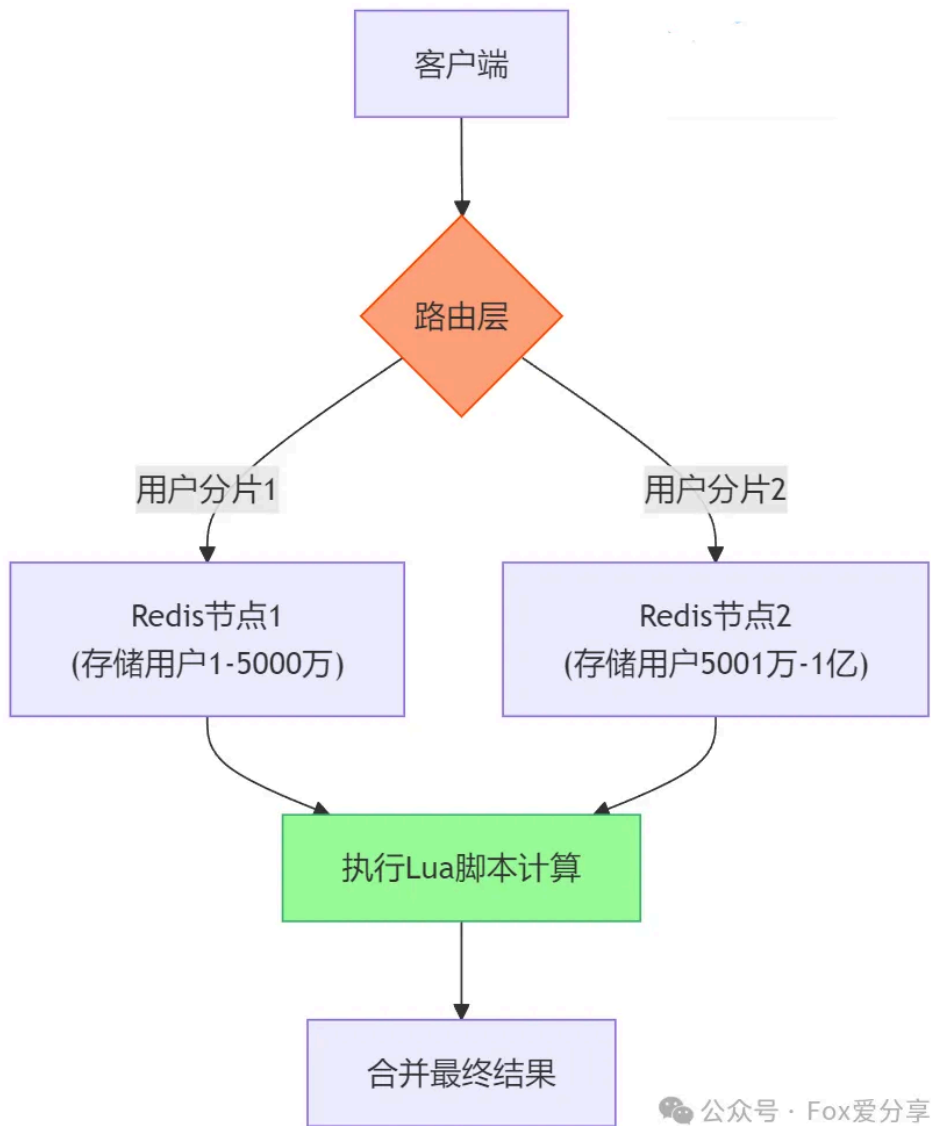 客户端
路由层
用户分片1
用户分片2
Redis节点1
(存储用户1-5000万)
Redis节点2
(存储用户5001万-1亿)
执行Lua脚本计算
合并最终结果
公众号 · Fox爱分享